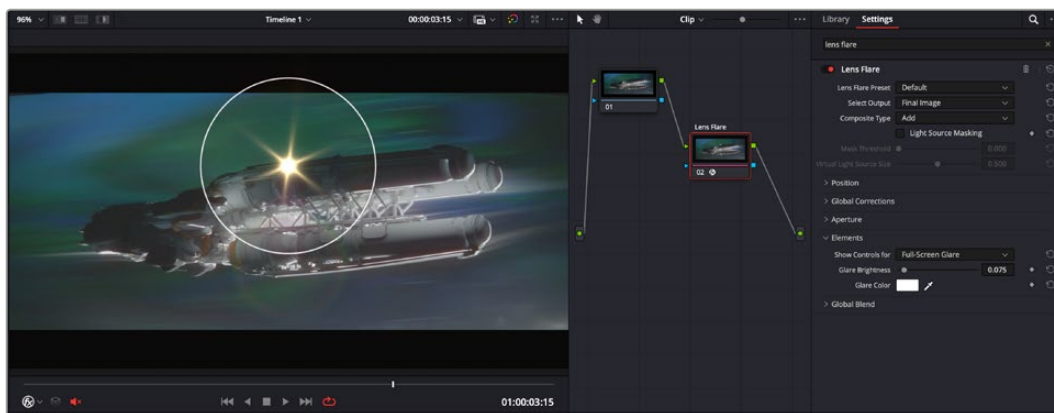 96%
Timeline 1
00:00:03:15
Clip
Library
Settings
lens flare
Lens Flare
Lens Flare Preset
Default
Select Output
Final Image
Composite Type
Add
Light Source Masking
Mask Threshold
0.000
Virtual Light Source Size
0.500
> Position
> Global Corrections
> Aperture
Elements
Show Controls for
Full-Screen Glare
Glare Brightness
0.075
Glare Color
> Global Blend
01
Lens Flare
02
fx
01:00:03:15